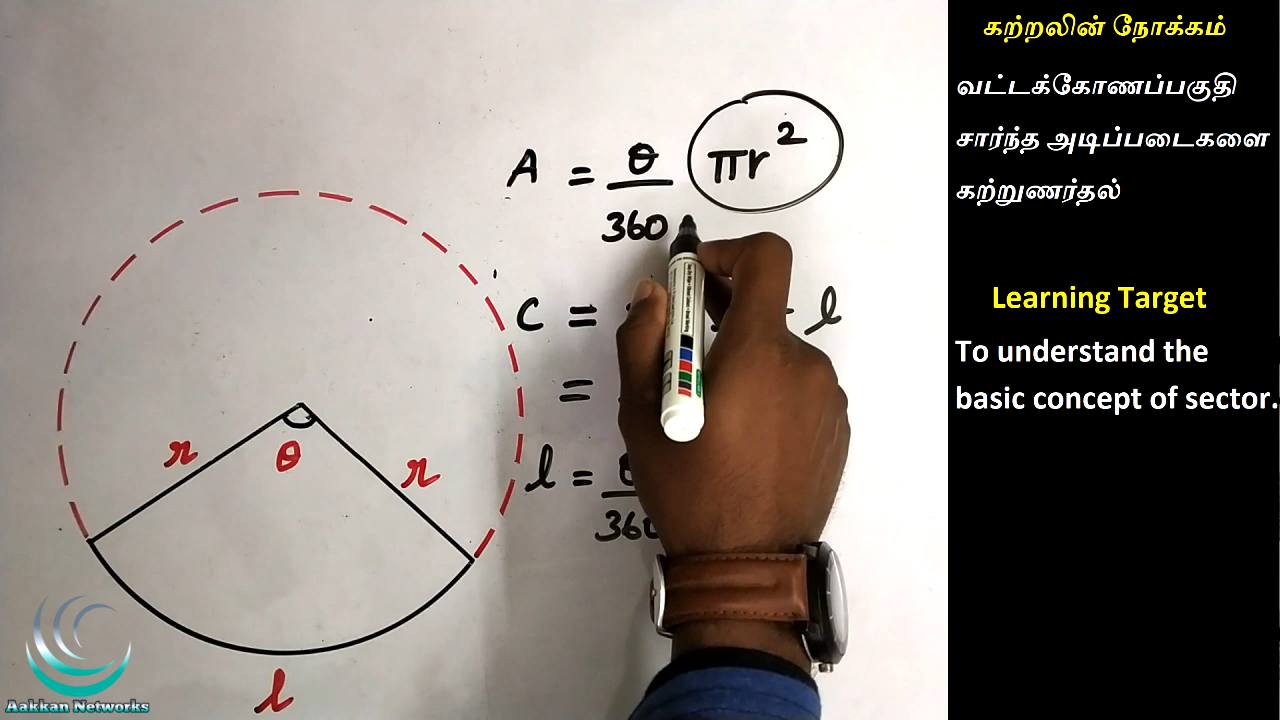 கற்றலின் நோக்கம்
வட்டக்கோணப்பகுதி
சார்ந்த அடிப்படைகளை
கற்றுணர்தல்
Learning Target
To understand the
basic concept of sector.
A = θ/360 πr²
C = + l
=
l = θ/360
r θ r
l
Aakkan Networks